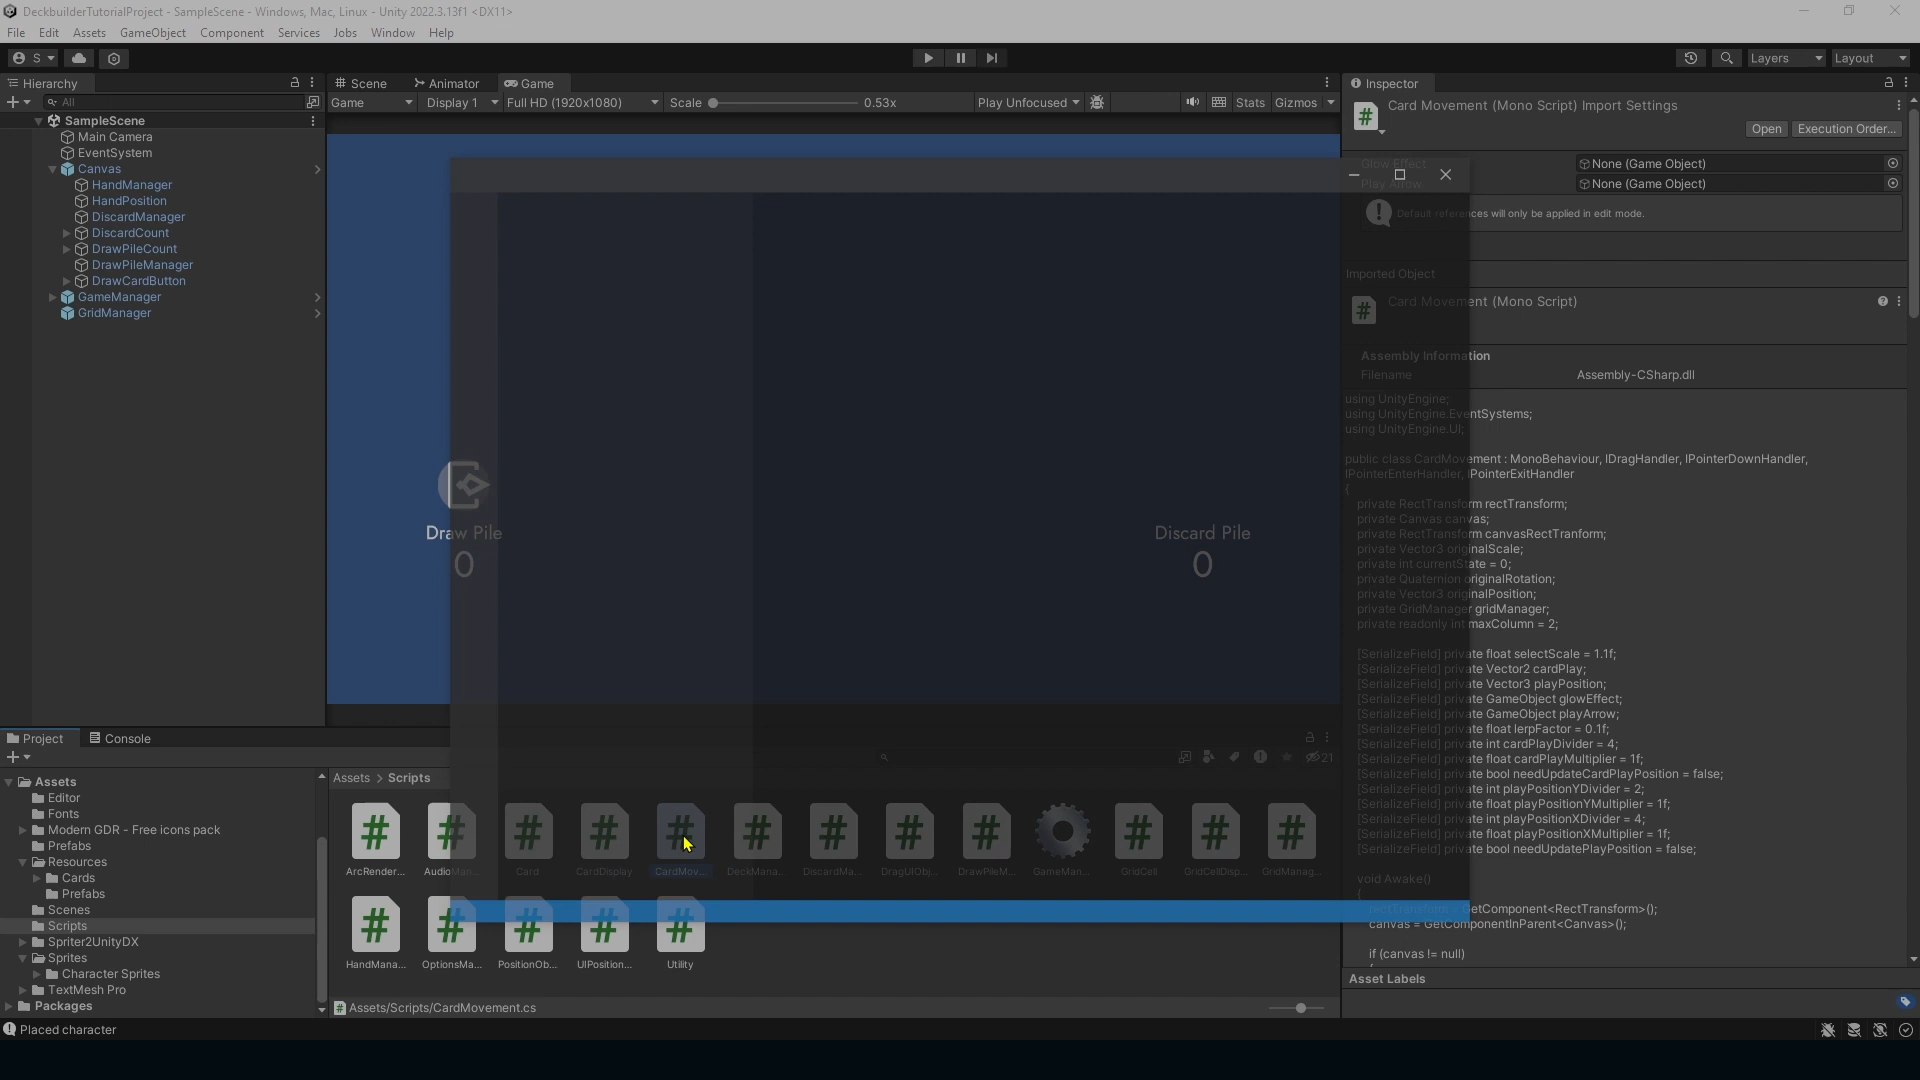 DeckbuilderTutorialProject - SampleScene - Windows, Mac, Linux - Unity 2022.3.13f1 <DX11>
File Edit Assets GameObject Component Services Jobs Window Help
S Layers Layout
Hierarchy
All
SampleScene
Main Camera
EventSystem
Canvas
HandManager
HandPosition
DiscardManager
DiscardCount
DrawPileCount
DrawPileManager
DrawCardButton
GameManager
GridManager
Scene Animator Game
Game Display 1 Full HD (1920x1080) Scale 0.53x Play Unfocused Stats Gizmos
Draw Pile
0
Discard Pile
0
Inspector
Card Movement (Mono Script) Import Settings
Open Execution Order...
Glow Effect None (Game Object)
Play Arrow None (Game Object)
Default references will only be applied in edit mode.
Imported Object
Card Movement (Mono Script)
Assembly Information
Filename Assembly-CSharp.dll
using UnityEngine;
using UnityEngine.EventSystems;
using UnityEngine.UI;
public class CardMovement : MonoBehaviour, IDragHandler, IPointerDownHandler,
IPointerEnterHandler, IPointerExitHandler
{
private RectTransform rectTransform;
private Canvas canvas;
private RectTransform canvasRectTranform;
private Vector3 originalScale;
private int currentState = 0;
private Quaternion originalRotation;
private Vector3 originalPosition;
private GridManager gridManager;
private readonly int maxColumn = 2;
[SerializeField] private float selectScale = 1.1f;
[SerializeField] private Vector2 cardPlay;
[SerializeField] private Vector3 playPosition;
[SerializeField] private GameObject glowEffect;
[SerializeField] private GameObject playArrow;
[SerializeField] private float lerpFactor = 0.1f;
[SerializeField] private int cardPlayDivider = 4;
[SerializeField] private float cardPlayMultiplier = 1f;
[SerializeField] private bool needUpdateCardPlayPosition = false;
[SerializeField] private int playPositionYDivider = 2;
[SerializeField] private float playPositionYMultiplier = 1f;
[SerializeField] private int playPositionXDivider = 4;
[SerializeField] private float playPositionXMultiplier = 1f;
[SerializeField] private bool needUpdatePlayPosition = false;
void Awake()
{
rectTransform = GetComponent<RectTransform>();
canvas = GetComponentInParent<Canvas>();
if (canvas != null)
Asset Labels
Project Console
21
Assets
Editor
Fonts
Modern GDR - Free icons pack
Prefabs
Resources
Cards
Prefabs
Scenes
Scripts
Spriter2UnityDX
Sprites
Character Sprites
TextMesh Pro
Packages
Assets > Scripts
ArcRender... AudioMan... Card CardDisplay CardMov... DeckMana... DiscardMa... DragUIObj... DrawPileM... GameMan... GridCell GridCellDisp... GridManag...
HandMana... OptionsMa... PositionOb... UIPosition... Utility
Assets/Scripts/CardMovement.cs
Placed character